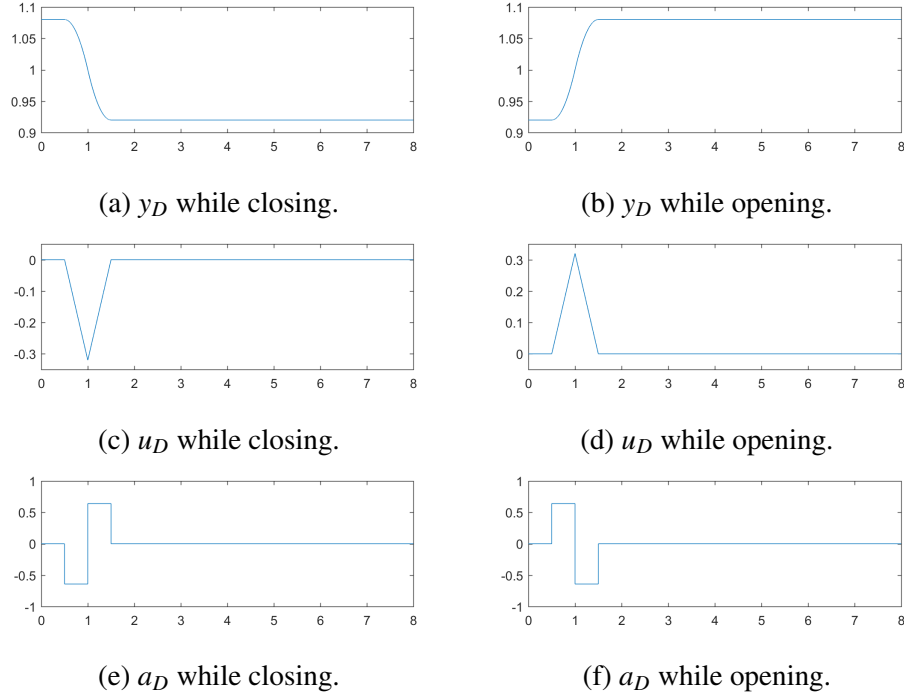 1.1
1.05
1
0.95
0.9
0 1 2 3 4 5 6 7 8
(a) y_D while closing.
1.1
1.05
1
0.95
0.9
0 1 2 3 4 5 6 7 8
(b) y_D while opening.
0
-0.1
-0.2
-0.3
0 1 2 3 4 5 6 7 8
(c) u_D while closing.
0.3
0.2
0.1
0
0 1 2 3 4 5 6 7 8
(d) u_D while opening.
1
0.5
0
-0.5
-1
0 1 2 3 4 5 6 7 8
(e) a_D while closing.
1
0.5
0
-0.5
-1
0 1 2 3 4 5 6 7 8
(f) a_D while opening.